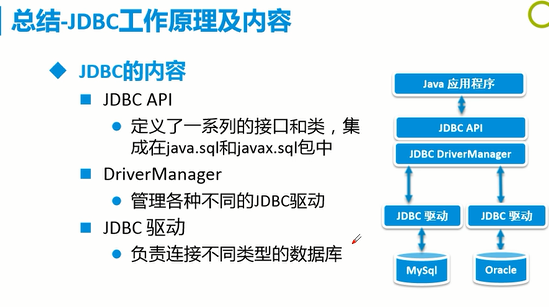 总结-JDBC工作原理及内容
JDBC的内容
JDBC API
定义了一系列的接口和类，集
成在java.sql和javax.sql包中
DriverManager
管理各种不同的JDBC驱动
JDBC 驱动
负责连接不同类型的数据库
Java 应用程序
JDBC API
JDBC DriverManager
JDBC 驱动
JDBC 驱动
MySql
Oracle